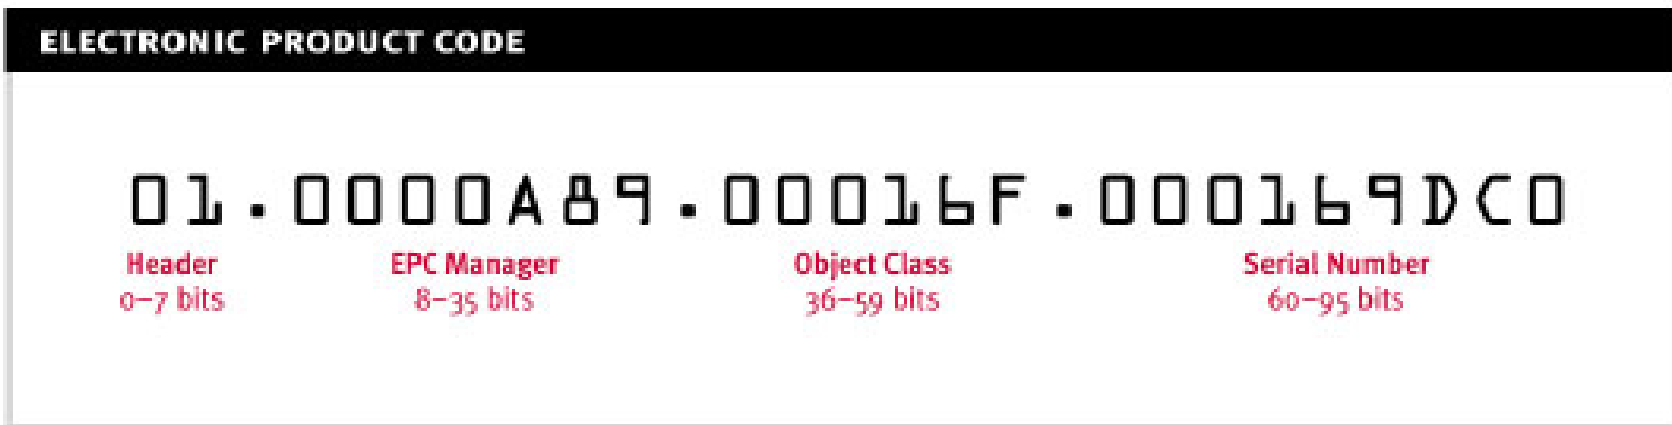 ELECTRONIC PRODUCT CODE
01.0000A89.00016F.000169DC0
Header EPC Manager Object Class Serial Number
0–7 bits 8–35 bits 36–59 bits 60–95 bits